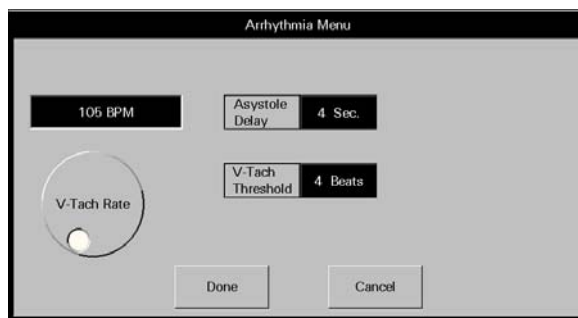 Arrhythmia Menu
105 BPM
Asystole
Delay
4 Sec.
V-Tach Rate
V-Tach
Threshold
4 Beats
Done
Cancel